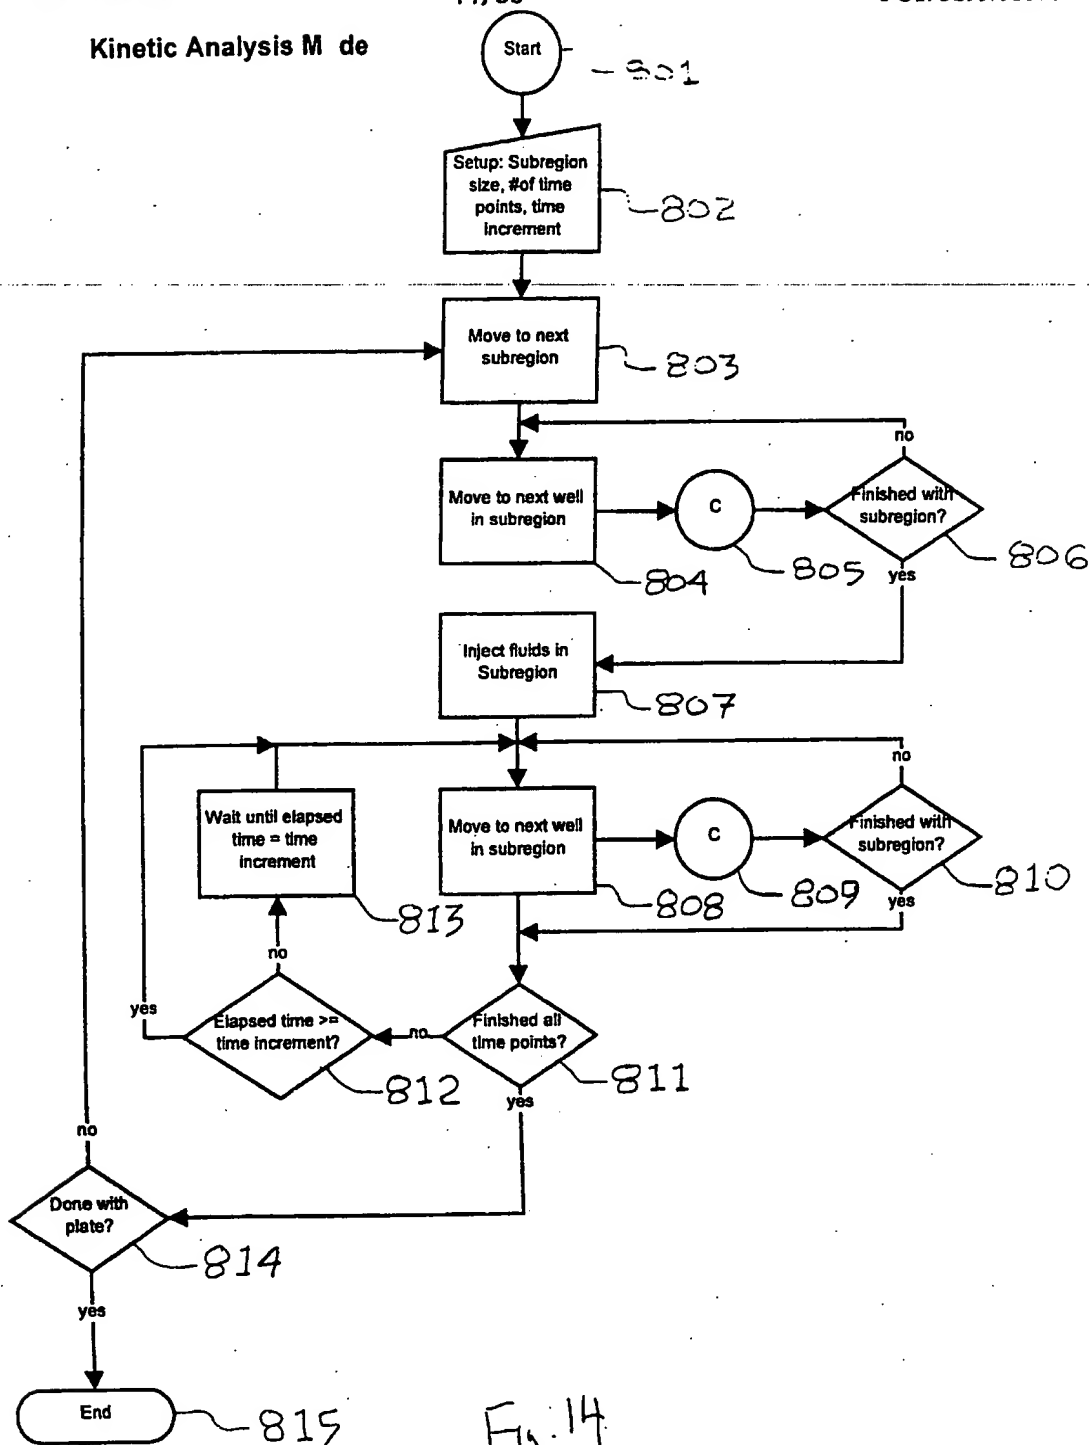 Kinetic Analysis M de
Start
801
Setup: Subregion
size, #of time
points, time
increment
802
Move to next
subregion
803
no
Move to next well
in subregion
C
Finished with
subregion?
804
805
806
yes
Inject fluids in
Subregion
807
no
Wait until elapsed
time = time
increment
Move to next well
in subregion
C
Finished with
subregion?
813
808
809
810
yes
no
yes
Elapsed time >=
time increment?
no
Finished all
time points?
812
811
yes
no
Done with
plate?
814
yes
End
815
Fig. 14